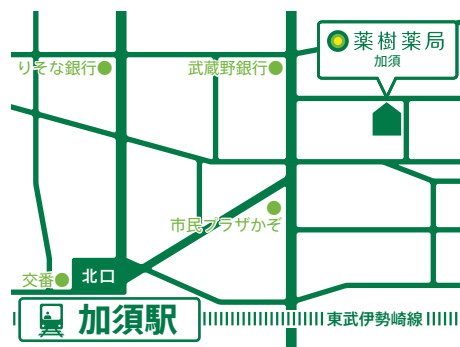 薬樹薬局
加須
りそな銀行
武蔵野銀行
市民プラザかぞ
交番
北口
加須駅
東武伊勢崎線